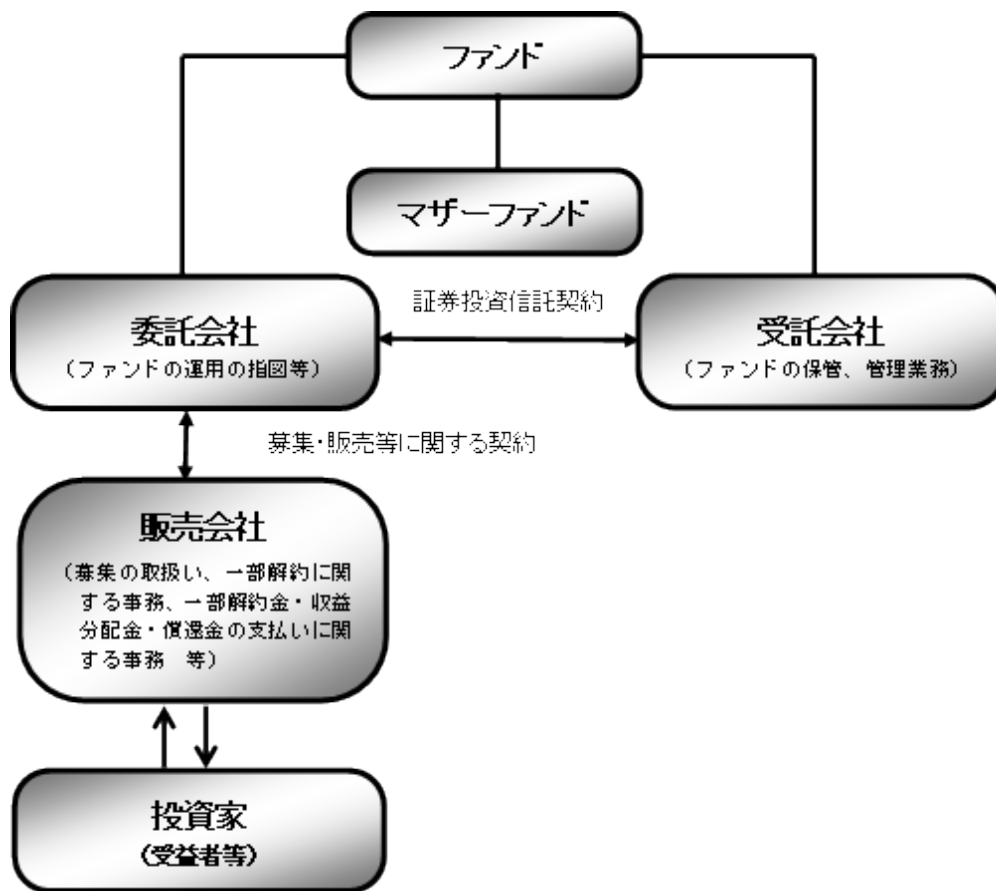 ファンド
マザーファンド
証券投資信託契約
委託会社
（ファンドの運用の指図等）
受託会社
（ファンドの保管、管理業務）
募集・販売等に関する契約
販売会社
（募集の取扱い、一部解約に関
する事務、一部解約金・収益
分配金・償還金の支払いに関
する事務　等）
投資家
（受益者等）